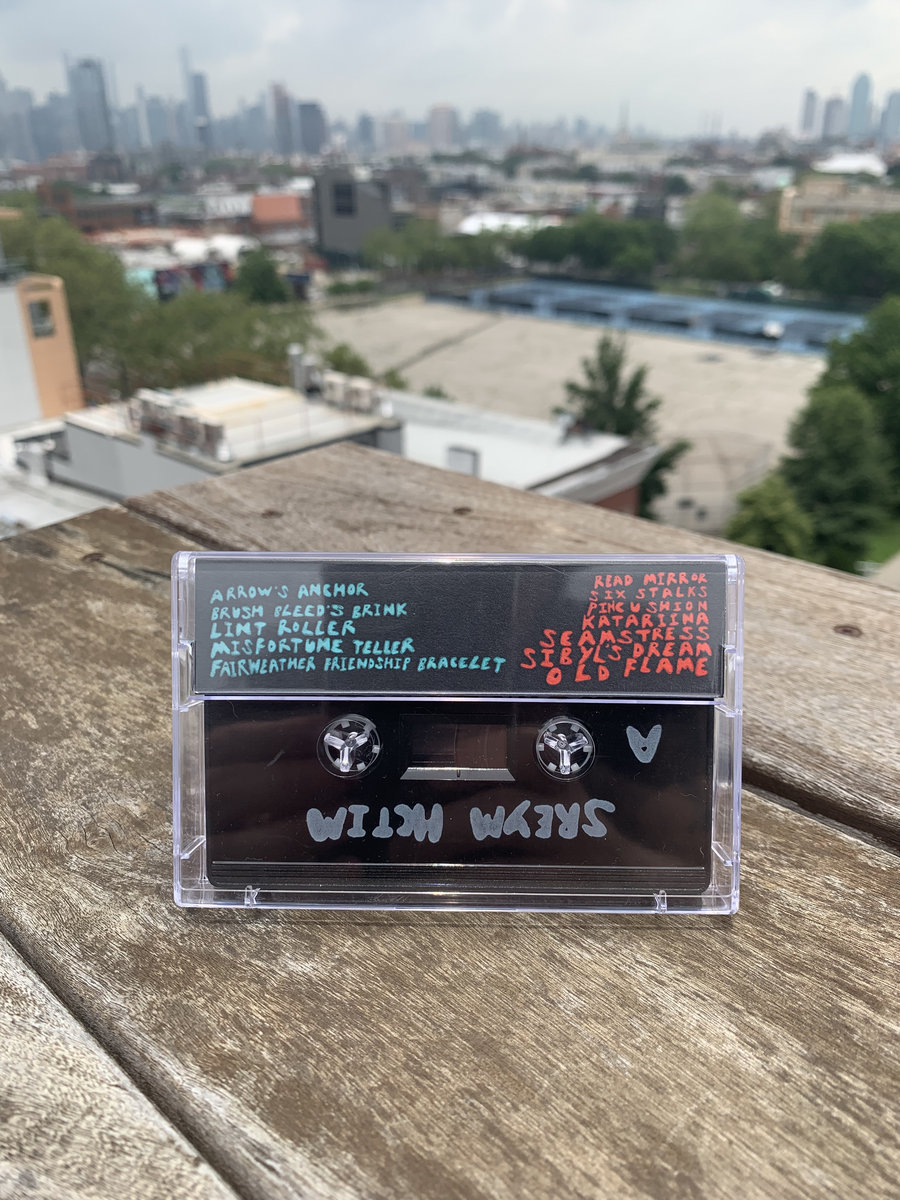 ARROW'S ANCHOR
BRUSH BLEED'S BRINK
LINT ROLLER
MISFORTUNE TELLER
FAIRWEATHER FRIENDSHIP BRACELET
READ MIRROR
SIX STALKS
PINCUSHION
KATARIINA
SEAMSTRESS
SIBYL'S DREAM
OLD FLAME
A
SREYM HCTIM